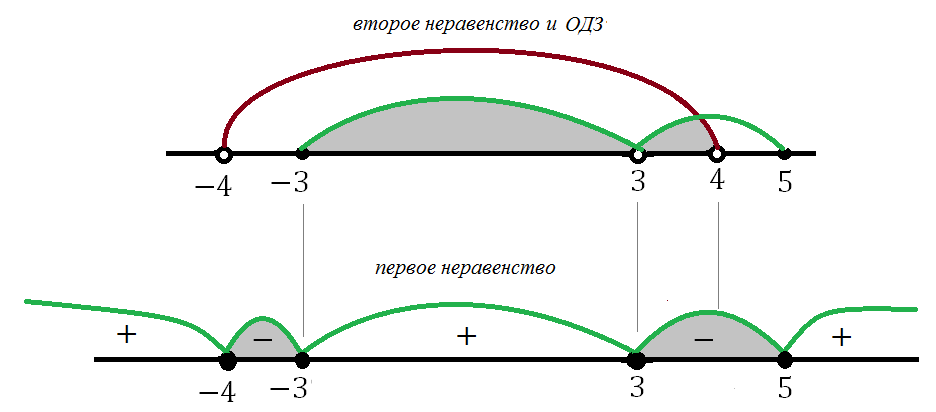 второе неравенство и ОДЗ
−4 −3 3 4 5
первое неравенство
+ − + − +
−4 −3 3 5